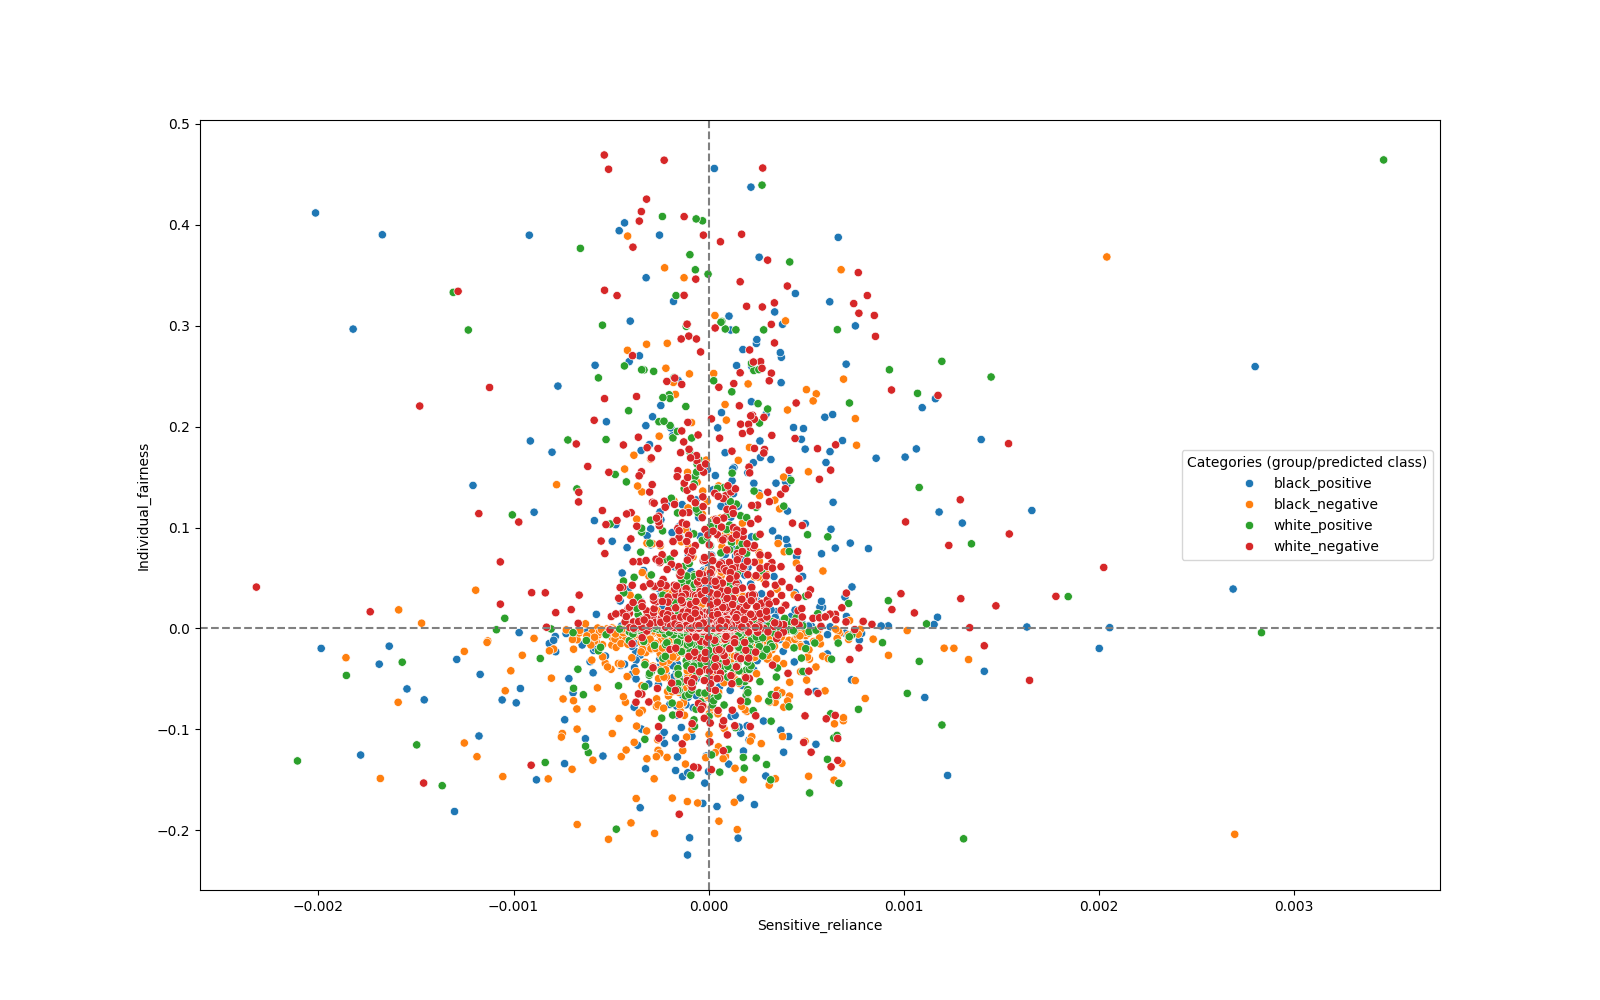 0.5
0.4
0.3
0.2
0.1
0.0
−0.1
−0.2
Individual_fairness
Categories (group/predicted class)
black_positive
black_negative
white_positive
white_negative
−0.002
−0.001
0.000
0.001
0.002
0.003
Sensitive_reliance